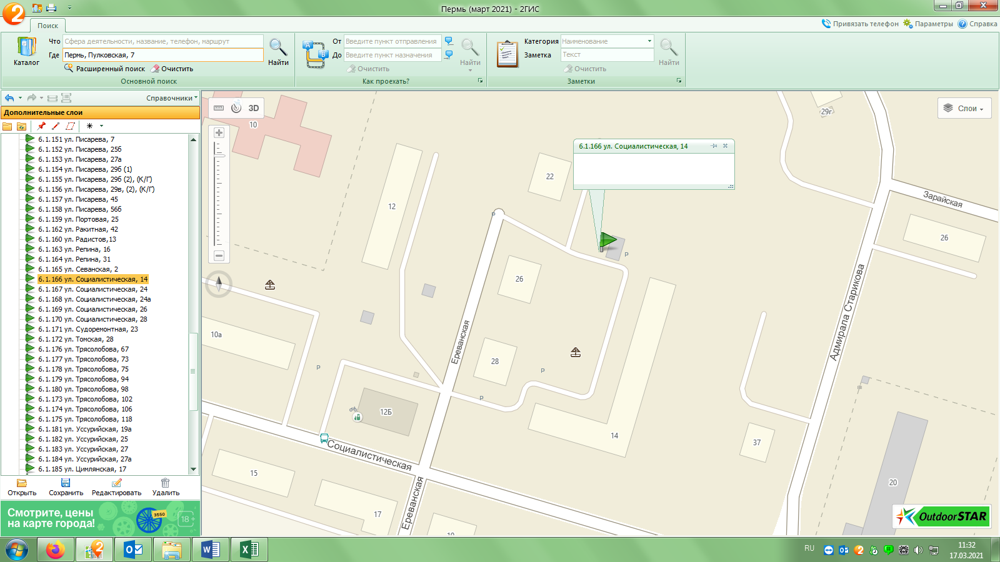 Пермь (март 2021) - 2ГИС
Поиск
Привязать телефон
Параметры
Справка
Каталог
Что
Сфера деятельности, название, телефон, маршрут
Где
Пермь, Пулковская, 7
Расширенный поиск
Очистить
Найти
Основной поиск
От
Введите пункт отправления
До
Введите пункт назначения
Очистить
Найти
Как проехать?
Категория
Наименование
Заметка
Текст
Очистить
Найти
Заметки
Справочники
Дополнительные слои
6.1.151 ул. Писарева, 7
6.1.152 ул. Писарева, 25б
6.1.153 ул. Писарева, 27а
6.1.154 ул. Писарева, 29б (1)
6.1.155 ул. Писарева, 29б (2), (К/Г)
6.1.156 ул. Писарева, 29в, (2), (К/Г)
6.1.157 ул. Писарева, 45
6.1.158 ул. Писарева, 56б
6.1.159 ул. Портовая, 25
6.1.162 ул. Ракитная, 42
6.1.160 ул. Радистов,13
6.1.163 ул. Репина, 16
6.1.164 ул. Репина, 31
6.1.165 ул. Севанская, 2
6.1.166 ул. Социалистическая, 14
6.1.167 ул. Социалистическая, 24
6.1.168 ул. Социалистическая, 24а
6.1.169 ул. Социалистическая, 26
6.1.170 ул. Социалистическая, 28
6.1.171 ул. Судоремонтная, 23
6.1.172 ул. Томская, 28
6.1.176 ул. Трясолобова, 67
6.1.177 ул. Трясолобова, 73
6.1.178 ул. Трясолобова, 75
6.1.179 ул. Трясолобова, 94
6.1.180 ул. Трясолобова, 98
6.1.173 ул. Трясолобова, 102
6.1.174 ул. Трясолобова, 106
6.1.175 ул. Трясолобова, 118
6.1.181 ул. Уссурийская, 19а
6.1.182 ул. Уссурийская, 25
6.1.183 ул. Уссурийская, 27
6.1.184 ул. Уссурийская, 27а
6.1.185 ул. Цимлянская, 17
Открыть
Сохранить
Редактировать
Удалить
Смотрите, цены
на карте города!
3550
18+
3D
Слои
10
29г
6.1.166 ул. Социалистическая, 14
22
12
Зарайская
P
26
P
26
Адмирала Старикова
Ереванская
10а
28
P
P
P
12Б
14
37
Социалистическая
15
20
Ереванская
17
19
OutdoorSTAR
RU
11:32
17.03.2021